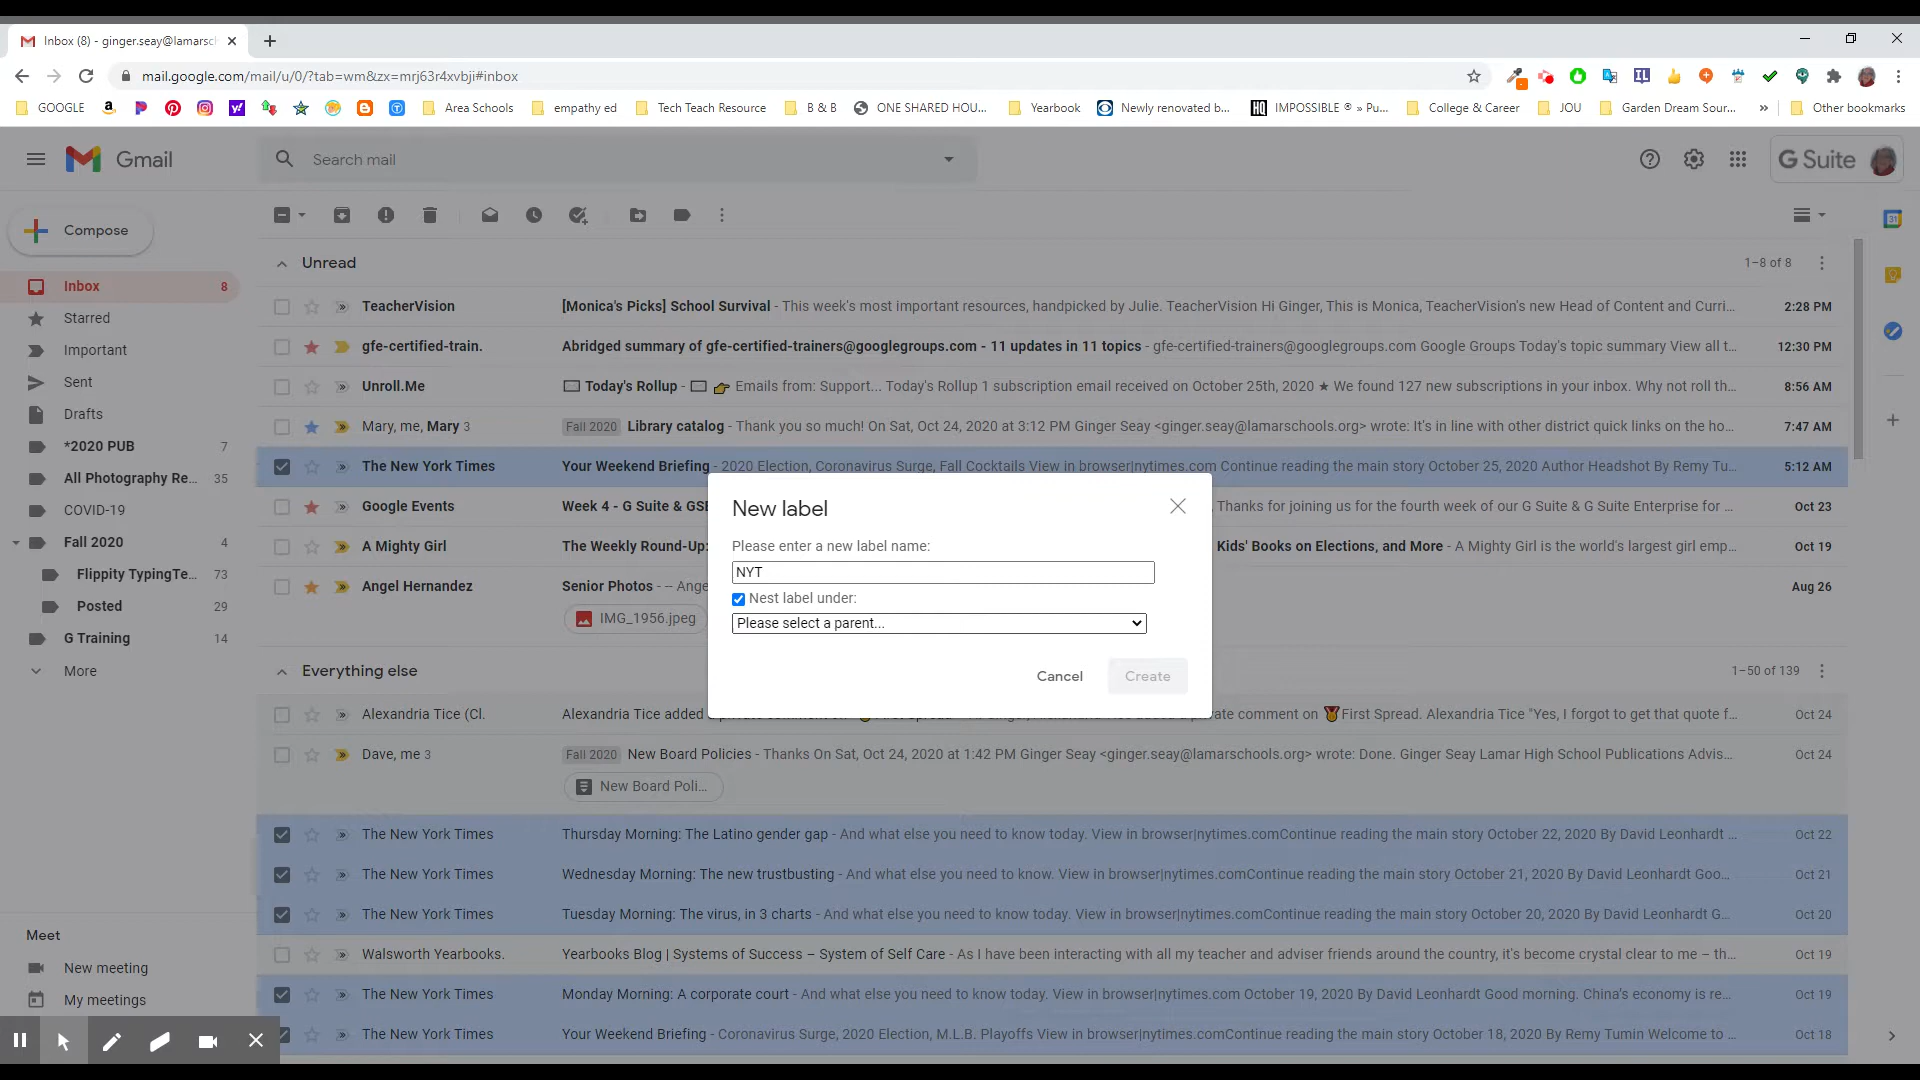 Inbox (8) - ginger.seay@lamarsch
mail.google.com/mail/u/0/?tab=wm&zx=mrj63r4xvbji#inbox
GOOGLE Area Schools empathy ed Tech Teach Resource B & B ONE SHARED HOU... Yearbook Newly renovated b... IMPOSSIBLE ® » Pu... College & Career JOU Garden Dream Sour... » Other bookmarks
Gmail Search mail G Suite
Compose
Unread 1–8 of 8
Inbox 8
Starred
Important
Sent
Drafts
*2020 PUB 7
All Photography Re... 35
COVID-19
Fall 2020 4
Flippity TypingTe... 73
Posted 29
G Training 14
More
TeacherVision [Monica's Picks] School Survival - This week's most important resources, handpicked by Julie. TeacherVision Hi Ginger, This is Monica, TeacherVision's new Head of Content and Curri... 2:28 PM
gfe-certified-train. Abridged summary of gfe-certified-trainers@googlegroups.com - 11 updates in 11 topics - gfe-certified-trainers@googlegroups.com Google Groups Today's topic summary View all t... 12:30 PM
Unroll.Me Today's Rollup - Emails from: Support... Today's Rollup 1 subscription email received on October 25th, 2020 ★ We found 127 new subscriptions in your inbox. Why not roll th... 8:56 AM
Mary, me, Mary 3 Fall 2020 Library catalog - Thank you so much! On Sat, Oct 24, 2020 at 3:12 PM Ginger Seay <ginger.seay@lamarschools.org> wrote: It's in line with other district quick links on the ho... 7:47 AM
The New York Times Your Weekend Briefing - 2020 Election, Coronavirus Surge, Fall Cocktails View in browser|nytimes.com Continue reading the main story October 25, 2020 Author Headshot By Remy Tu... 5:12 AM
Google Events Week 4 - G Suite & GSE Thanks for joining us for the fourth week of our G Suite & G Suite Enterprise for ... Oct 23
A Mighty Girl The Weekly Round-Up: Kids' Books on Elections, and More - A Mighty Girl is the world's largest girl emp... Oct 19
Angel Hernandez Senior Photos - -- Ange Aug 26
IMG_1956.jpeg
New label
Please enter a new label name:
NYT
Nest label under:
Please select a parent...
Cancel Create
Everything else 1–50 of 139
Alexandria Tice (Cl. Alexandria Tice added private comment on First Spread. Alexandria Tice "Yes, I forgot to get that quote f... Oct 24
Dave, me 3 Fall 2020 New Board Policies - Thanks On Sat, Oct 24, 2020 at 1:42 PM Ginger Seay <ginger.seay@lamarschools.org> wrote: Done. Ginger Seay Lamar High School Publications Advis... Oct 24
New Board Poli...
The New York Times Thursday Morning: The Latino gender gap - And what else you need to know today. View in browser|nytimes.comContinue reading the main story October 22, 2020 By David Leonhardt ... Oct 22
The New York Times Wednesday Morning: The new trustbusting - And what else you need to know. View in browser|nytimes.comContinue reading the main story October 21, 2020 By David Leonhardt Goo... Oct 21
The New York Times Tuesday Morning: The virus, in 3 charts - And what else you need to know today. View in browser|nytimes.comContinue reading the main story October 20, 2020 By David Leonhardt G... Oct 20
Walsworth Yearbooks. Yearbooks Blog | Systems of Success – System of Self Care - As I have been interacting with all my teacher and adviser friends around the country, it's become crystal clear to me – th... Oct 19
The New York Times Monday Morning: A corporate court - And what else you need to know today. View in browser|nytimes.com October 19, 2020 By David Leonhardt Good morning. China's economy is re... Oct 19
The New York Times Your Weekend Briefing - Coronavirus Surge, 2020 Election, M.L.B. Playoffs View in browser|nytimes.comContinue reading the main story October 18, 2020 By Remy Tumin Welcome to ... Oct 18
Meet
New meeting
My meetings